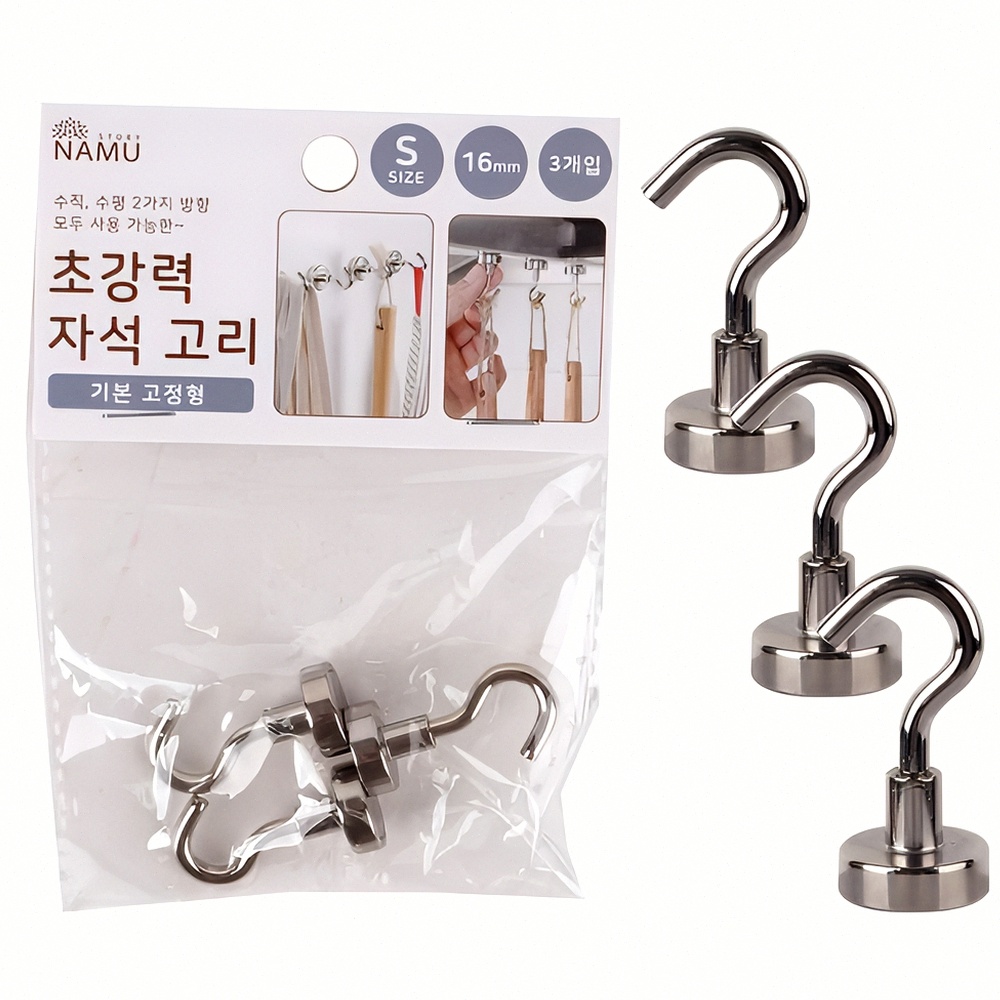 STORY
NAMU
S
SIZE
16mm
3개입
수직, 수평 2가지 방향
모두 사용 가능한~
초강력
자석 고리
기본 고정형